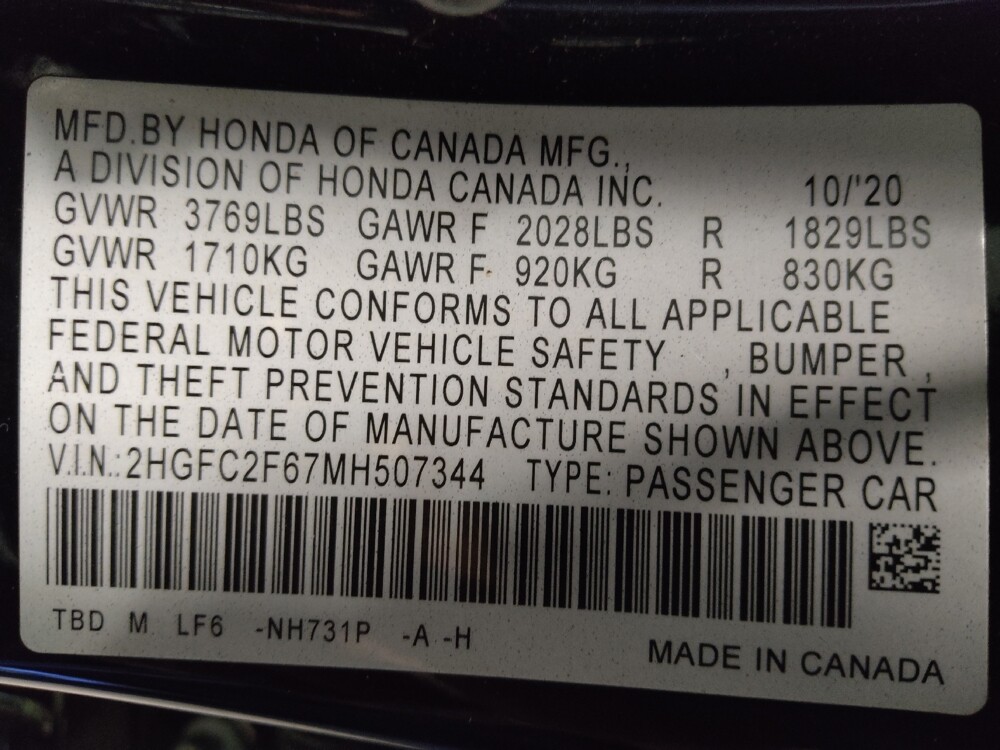 MFD.BY HONDA OF CANADA MFG.,
A DIVISION OF HONDA CANADA INC. 10/'20
GVWR 3769LBS GAWR F 2028LBS R 1829LBS
GVWR 1710KG GAWR F 920KG R 830KG
THIS VEHICLE CONFORMS TO ALL APPLICABLE
FEDERAL MOTOR VEHICLE SAFETY , BUMPER ,
AND THEFT PREVENTION STANDARDS IN EFFECT
ON THE DATE OF MANUFACTURE SHOWN ABOVE.
V.I.N.:2HGFC2F67MH507344 TYPE: PASSENGER CAR
TBD M LF6 -NH731P -A -H
MADE IN CANADA